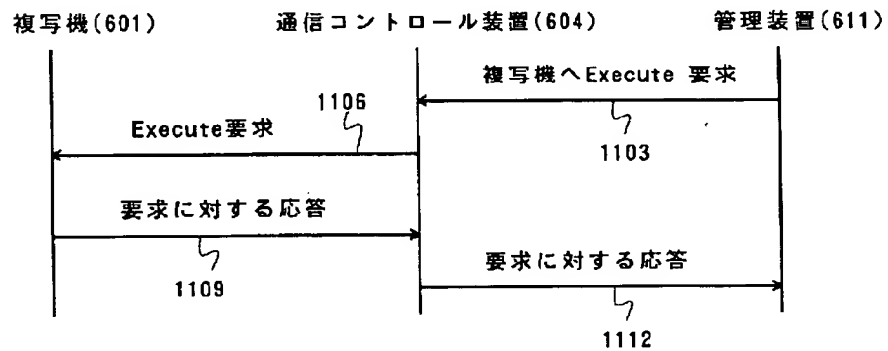 複写機(601) 通信コントロール装置(604) 管理装置(611)
複写機へExecute 要求
1106
Execute要求
1103
要求に対する応答
要求に対する応答
1109
1112